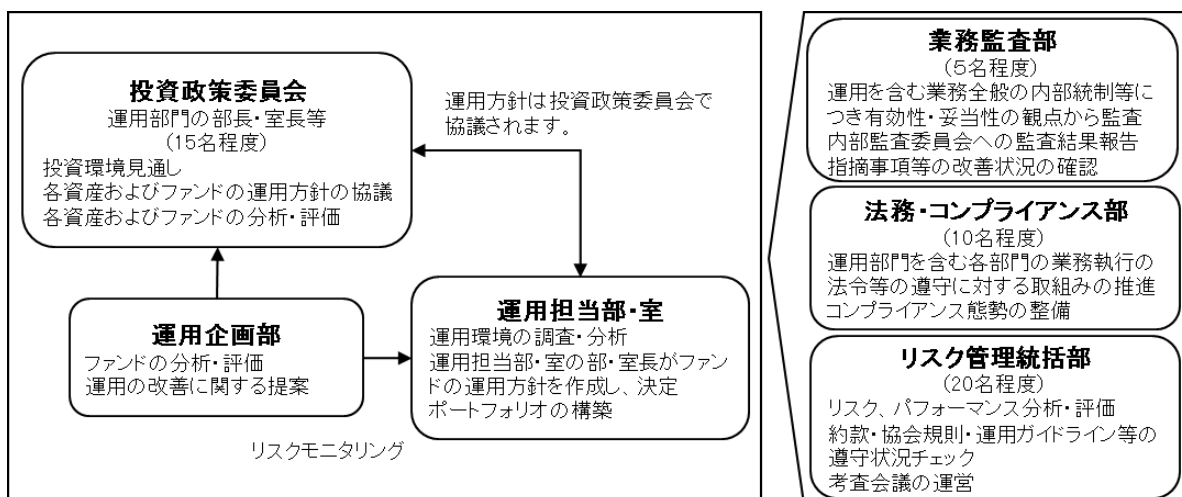 投資政策委員会
運用部門の部長・室長等
(15名程度)
投資環境見通し
各資産およびファンドの運用方針の協議
各資産およびファンドの分析・評価
運用方針は投資政策委員会で
協議されます。
運用企画部
ファンドの分析・評価
運用の改善に関する提案
運用担当部・室
運用環境の調査・分析
運用担当部・室の部・室長がファン
ドの運用方針を作成し、決定
ポートフォリオの構築
リスクモニタリング
業務監査部
(5名程度)
運用を含む業務全般の内部統制等に
つき有効性・妥当性の観点から監査
内部監査委員会への監査結果報告
指摘事項等の改善状況の確認
法務・コンプライアンス部
(10名程度)
運用部門を含む各部門の業務執行の
法令等の遵守に対する取組みの推進
コンプライアンス態勢の整備
リスク管理統括部
(20名程度)
リスク、パフォーマンス分析・評価
約款・協会規則・運用ガイドライン等の
遵守状況チェック
考査会議の運営